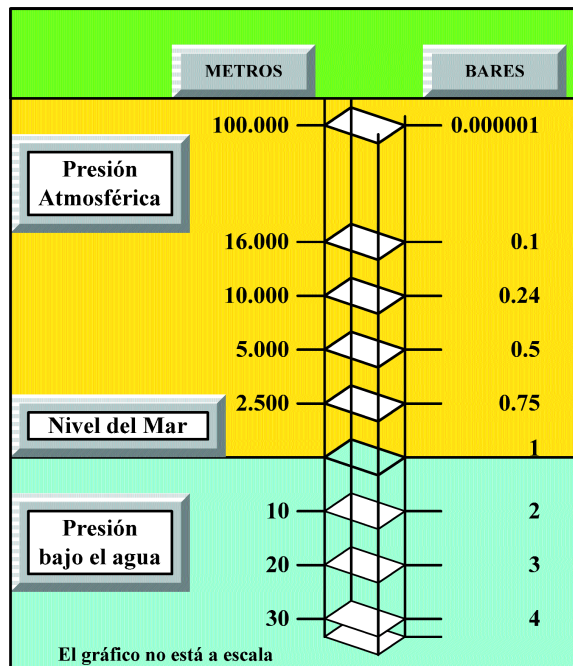 METROS BARES
100.000 0.000001
Presión
Atmosférica
16.000 0.1
10.000 0.24
5.000 0.5
2.500 0.75
Nivel del Mar
1
10 2
Presión
bajo el agua
20 3
30 4
El gráfico no está a escala